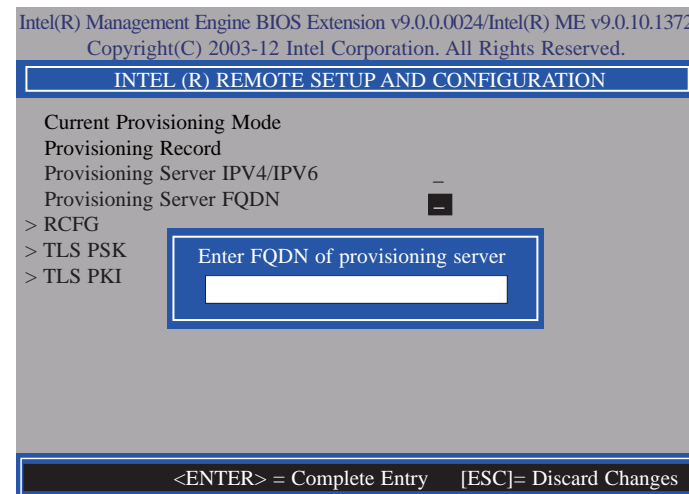 Intel(R) Management Engine BIOS Extension v9.0.0.0024/Intel(R) ME v9.0.10.1372
Copyright(C) 2003-12 Intel Corporation. All Rights Reserved.
INTEL (R) REMOTE SETUP AND CONFIGURATION
Current Provisioning Mode
Provisioning Record
Provisioning Server IPV4/IPV6 _
Provisioning Server FQDN _
> RCFG
> TLS PSK
> TLS PKI
Enter FQDN of provisioning server
<ENTER> = Complete Entry [ESC]= Discard Changes